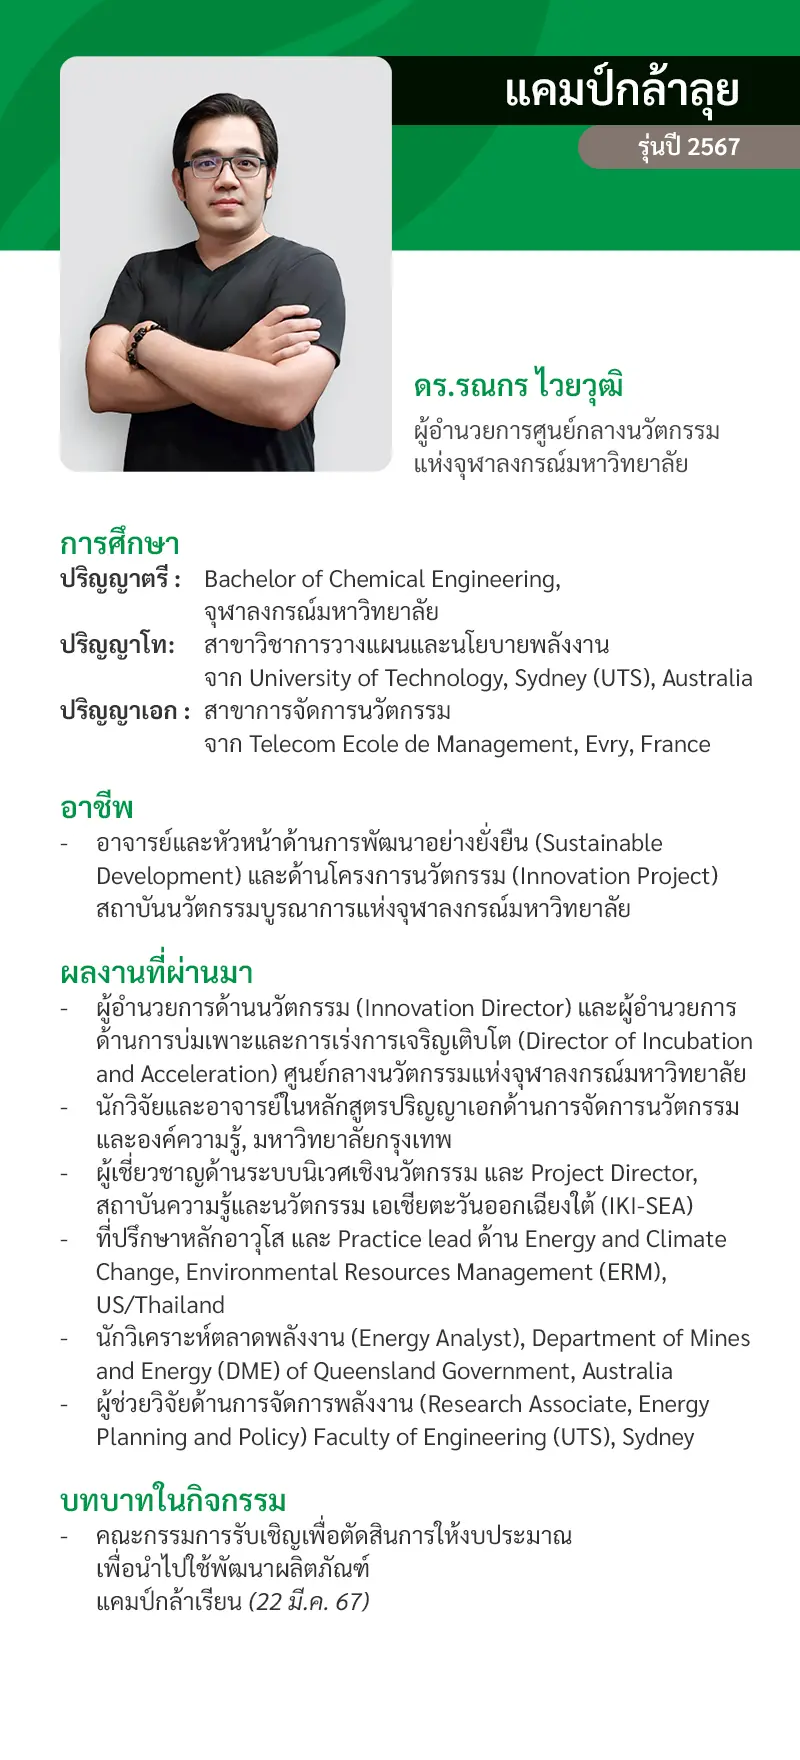 แคมป์กล้าลุย
รุ่นปี 2567
ดร.รณกร ไวยวุฒิ
ผู้อำนวยการศูนย์กลางนวัตกรรม
แห่งจุฬาลงกรณ์มหาวิทยาลัย
การศึกษา
ปริญญาตรี : Bachelor of Chemical Engineering,
จุฬาลงกรณ์มหาวิทยาลัย
ปริญญาโท: สาขาวิชาการวางแผนและนโยบายพลังงาน
จาก University of Technology, Sydney (UTS), Australia
ปริญญาเอก : สาขาการจัดการนวัตกรรม
จาก Telecom Ecole de Management, Evry, France
อาชีพ
- อาจารย์และหัวหน้าด้านการพัฒนาอย่างยั่งยืน (Sustainable
Development) และด้านโครงการนวัตกรรม (Innovation Project)
สถาบันนวัตกรรมบูรณาการแห่งจุฬาลงกรณ์มหาวิทยาลัย
ผลงานที่ผ่านมา
- ผู้อำนวยการด้านนวัตกรรม (Innovation Director) และผู้อำนวยการ
ด้านการบ่มเพาะและการเร่งการเจริญเติบโต (Director of Incubation
and Acceleration) ศูนย์กลางนวัตกรรมแห่งจุฬาลงกรณ์มหาวิทยาลัย
- นักวิจัยและอาจารย์ในหลักสูตรปริญญาเอกด้านการจัดการนวัตกรรม
และองค์ความรู้, มหาวิทยาลัยกรุงเทพ
- ผู้เชี่ยวชาญด้านระบบนิเวศเชิงนวัตกรรม และ Project Director,
สถาบันความรู้และนวัตกรรม เอเชียตะวันออกเฉียงใต้ (IKI-SEA)
- ที่ปรึกษาหลักอาวุโส และ Practice lead ด้าน Energy and Climate
Change, Environmental Resources Management (ERM),
US/Thailand
- นักวิเคราะห์ตลาดพลังงาน (Energy Analyst), Department of Mines
and Energy (DME) of Queensland Government, Australia
- ผู้ช่วยวิจัยด้านการจัดการพลังงาน (Research Associate, Energy
Planning and Policy) Faculty of Engineering (UTS), Sydney
บทบาทในกิจกรรม
- คณะกรรมการรับเชิญเพื่อตัดสินการให้งบประมาณ
เพื่อนำไปใช้พัฒนาผลิตภัณฑ์
แคมป์กล้าเรียน (22 มี.ค. 67)